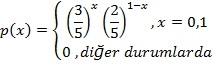 p(x) = { (3/5)^x (2/5)^{1-x} , x = 0,1
0 , diğer durumlarda